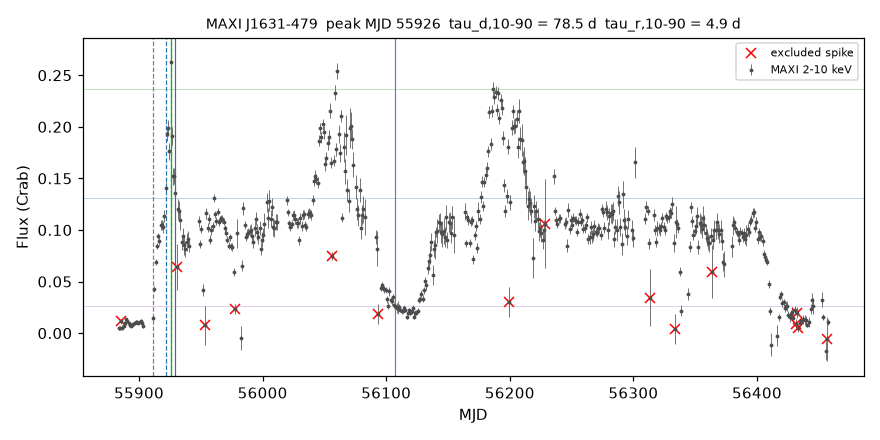 MAXI J1631-479  peak MJD 55926  tau_d,10-90 = 78.5 d  tau_r,10-90 = 4.9 d
excluded spike
MAXI 2-10 keV
Flux (Crab)
0.25
0.20
0.15
0.10
0.05
0.00
55900 56000 56100 56200 56300 56400
MJD